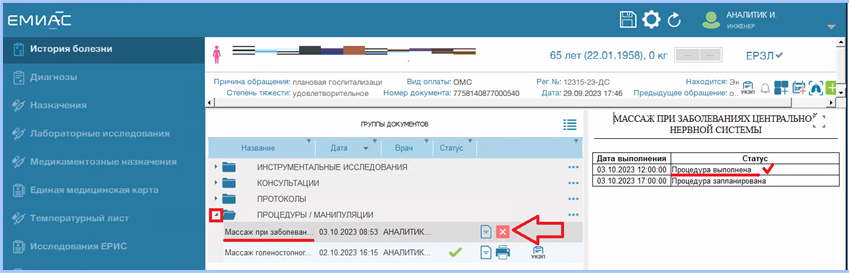 ЕМИАС
АНАЛИТИК И.
ИНЖЕНЕР
История болезни
Диагнозы
Назначения
Лабораторные исследования
Медикаментозные назначения
Единая медицинская карта
Температурный лист
Исследования ЕРИС
65 лет (22.01.1958), 0 кг
ЕРЗЛ
Причина обращения: плановая госпитализаци Вид оплаты: ОМС Рег.№: 12315-23-ДС Находится: Эн
Степень тяжести: удовлетворительное Номер документа: 7758140877000540 Дата: 29.09.2023 17:46 Предыдущее обращение: о...
УКЭП
ГРУППЫ ДОКУМЕНТОВ
Название Дата Врач Статус
ИНСТРУМЕНТАЛЬНЫЕ ИССЛЕДОВАНИЯ
КОНСУЛЬТАЦИИ
ПРОТОКОЛЫ
ПРОЦЕДУРЫ / МАНИПУЛЯЦИИ
Массаж при заболеван... 03.10.2023 08:53 АНАЛИТИК...
Массаж голеностопног... 02.10.2023 16:15 АНАЛИТИК...
УКЭП
МАССАЖ ПРИ ЗАБОЛЕВАНИЯХ ЦЕНТРАЛЬНО
НЕРВНОЙ СИСТЕМЫ
Дата выполнения Статус
03.10.2023 12:00:00 Процедура выполнена
03.10.2023 17:00:00 Процедура запланирована